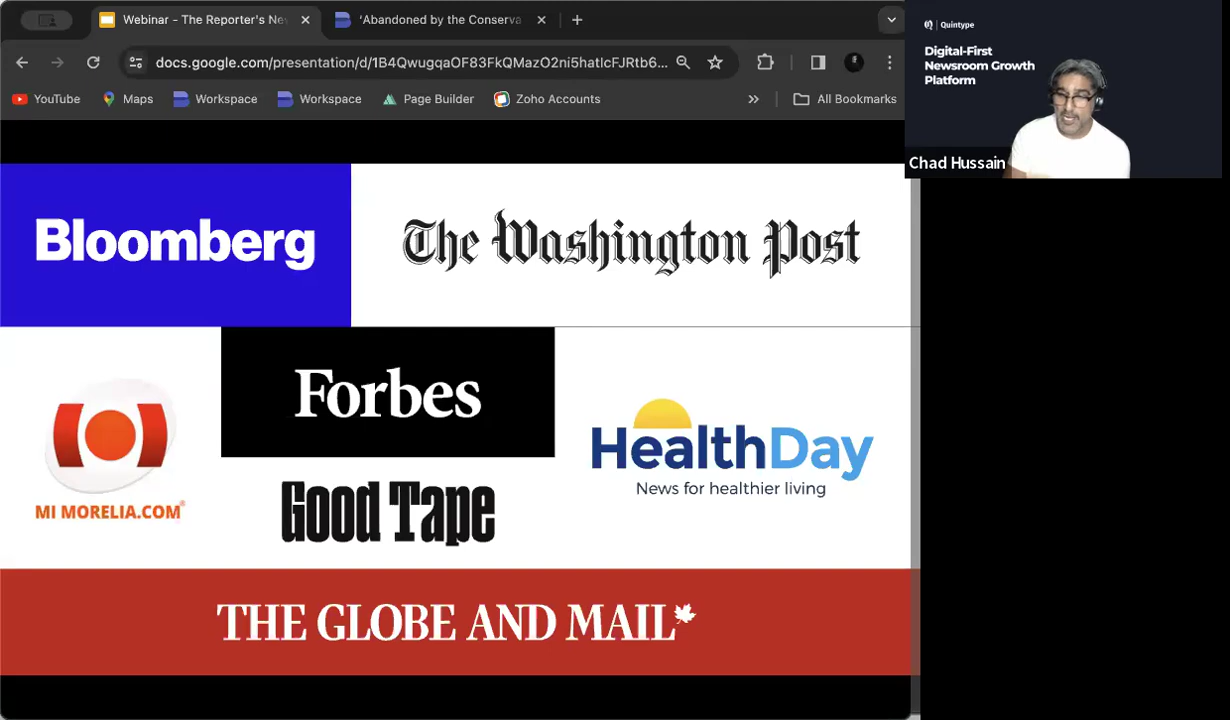 Webinar - The Reporter's Ne
'Abandoned by the Conserva
docs.google.com/presentation/d/1B4QwugqaOF83FkQMazO2ni5hatlcFJRtb6...
YouTube
Maps
Workspace
Workspace
Page Builder
Zoho Accounts
All Bookmarks
Quintype
Digital-First
Newsroom Growth
Platform
Chad Hussain
Bloomberg
The Washington Post
Forbes
MI MORELIA.COM
Good Tape
HealthDay
News for healthier living
THE GLOBE AND MAIL